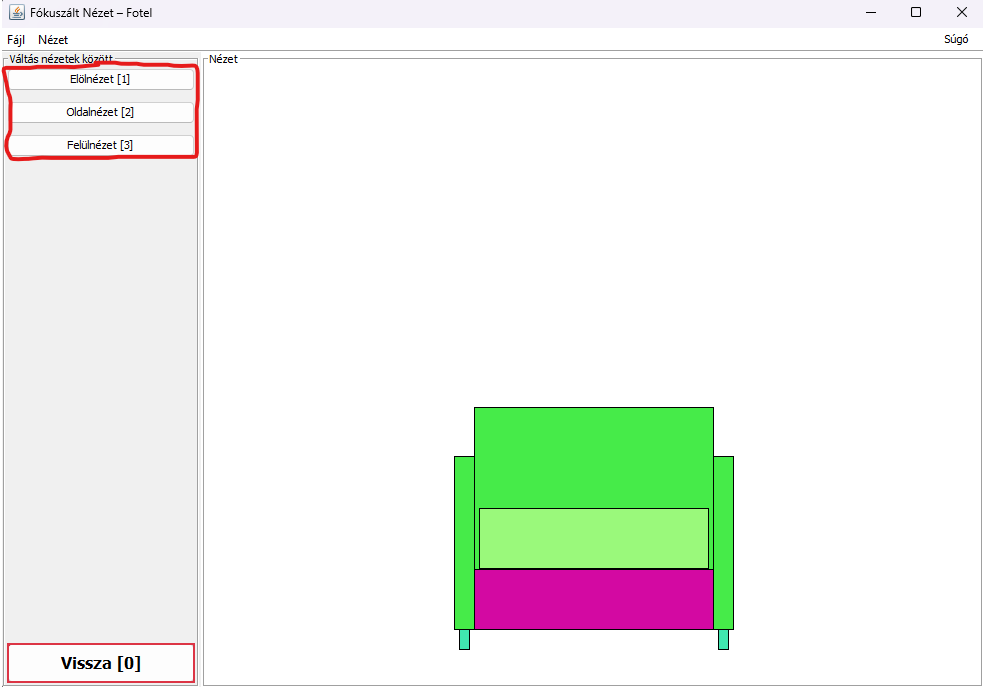 Fókuszált Nézet – Fotel
Fájl Nézet Súgó
Váltás nézetek között
Nézet
Elölnézet [1]
Oldalnézet [2]
Felülnézet [3]
Vissza [0]